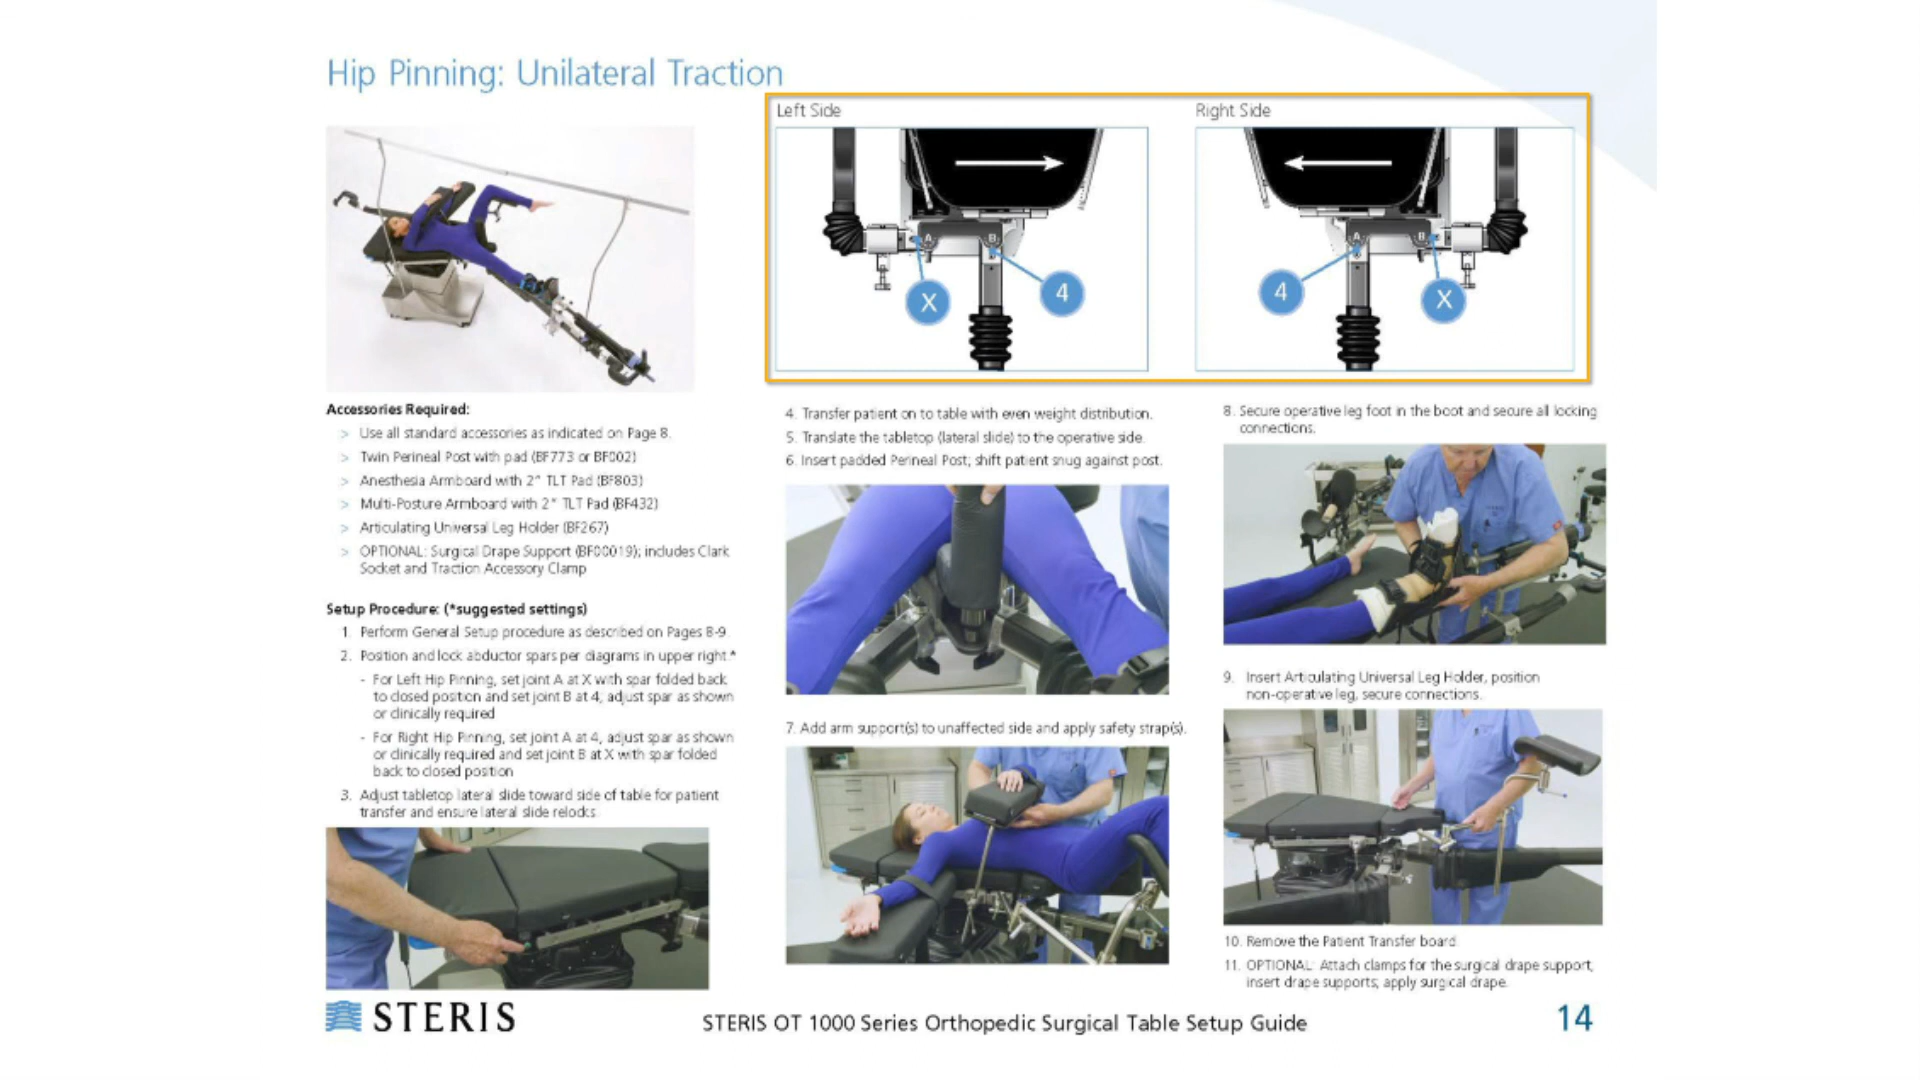 Hip Pinning: Unilateral Traction
Left Side
Right Side
A
B
X
4
A
B
4
X
Accessories Required:
> Use all standard accessories as indicated on Page 8.
> Twin Perineal Post with pad (BF773 or BF002)
> Anesthesia Armboard with 2" TLT Pad (BF803)
> Multi-Posture Armboard with 2" TLT Pad (BF432)
> Articulating Universal Leg Holder (BF267)
> OPTIONAL: Surgical Drape Support (BF00019); includes Clark
Socket and Traction Accessory Clamp
Setup Procedure: (*suggested settings)
1. Perform General Setup procedure as described on Pages 8-9.
2. Position and lock abductor spars per diagrams in upper right.*
- For Left Hip Pinning, set joint A at X with spar folded back
to closed position and set joint B at 4, adjust spar as shown
or clinically required
- For Right Hip Pinning, set joint A at 4, adjust spar as shown
or clinically required and set joint B at X with spar folded
back to closed position
3. Adjust tabletop lateral slide toward side of table for patient
transfer and ensure lateral slide relocks.
4. Transfer patient on to table with even weight distribution.
5. Translate the tabletop (lateral slide) to the operative side.
6. Insert padded Perineal Post; shift patient snug against post.
7. Add arm support(s) to unaffected side and apply safety strap(s).
8. Secure operative leg foot in the boot and secure all locking
connections.
9. Insert Articulating Universal Leg Holder, position
non-operative leg, secure connections.
10. Remove the Patient Transfer board
11. OPTIONAL: Attach clamps for the surgical drape support,
insert drape supports; apply surgical drape.
STERIS
STERIS OT 1000 Series Orthopedic Surgical Table Setup Guide
14